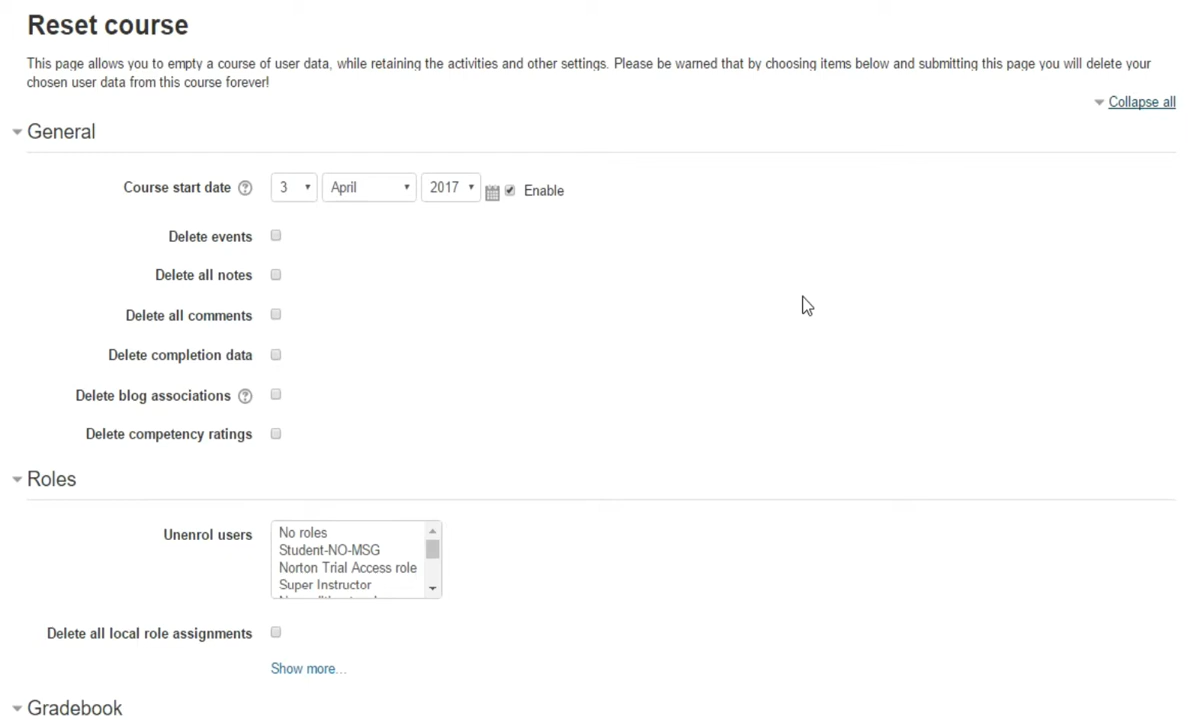 Reset course
This page allows you to empty a course of user data, while retaining the activities and other settings. Please be warned that by choosing items below and submitting this page you will delete your
chosen user data from this course forever!
Collapse all
General
Course start date 3 April 2017 Enable
Delete events
Delete all notes
Delete all comments
Delete completion data
Delete blog associations
Delete competency ratings
Roles
Unenrol users
No roles
Student-NO-MSG
Norton Trial Access role
Super Instructor
Delete all local role assignments
Show more...
Gradebook